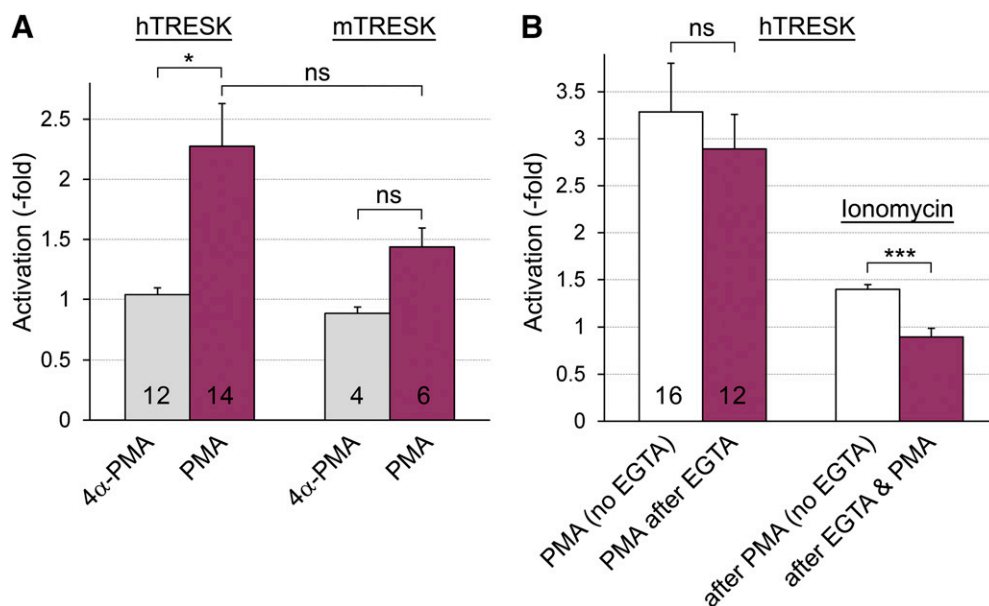 A
hTRESK
mTRESK
*
ns
ns
Activation (-fold)
2.5
2
1.5
1
0.5
0
12
14
4
6
4α-PMA
PMA
4α-PMA
PMA
B
ns
hTRESK
Ionomycin
***
Activation (-fold)
3.5
3
2.5
2
1.5
1
0.5
0
16
12
PMA (no EGTA)
PMA after EGTA
after PMA (no EGTA)
after EGTA & PMA